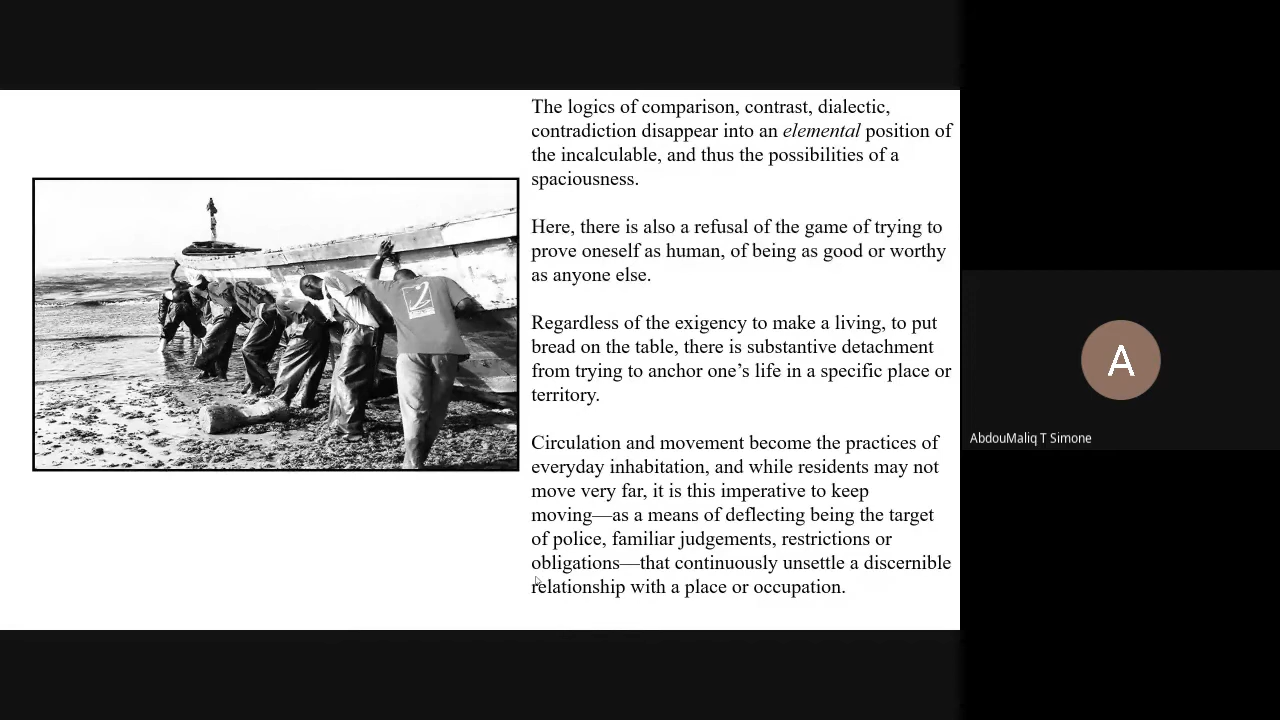 The logics of comparison, contrast, dialectic,
contradiction disappear into an elemental position of
the incalculable, and thus the possibilities of a
spaciousness.
Here, there is also a refusal of the game of trying to
prove oneself as human, of being as good or worthy
as anyone else.
Regardless of the exigency to make a living, to put
bread on the table, there is substantive detachment
from trying to anchor one’s life in a specific place or
territory.
Circulation and movement become the practices of
everyday inhabitation, and while residents may not
move very far, it is this imperative to keep
moving—as a means of deflecting being the target
of police, familiar judgements, restrictions or
obligations—that continuously unsettle a discernible
relationship with a place or occupation.
A
AbdouMaliq T Simone